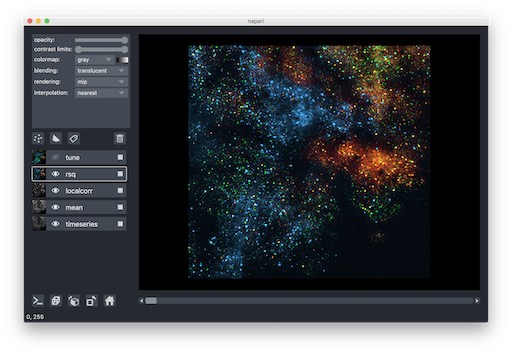 napari
opacity:
contrast limits:
colormap: gray
blending: translucent
rendering: mip
interpolation: nearest
tune
rsq
localcorr
mean
timeseries
0, 255